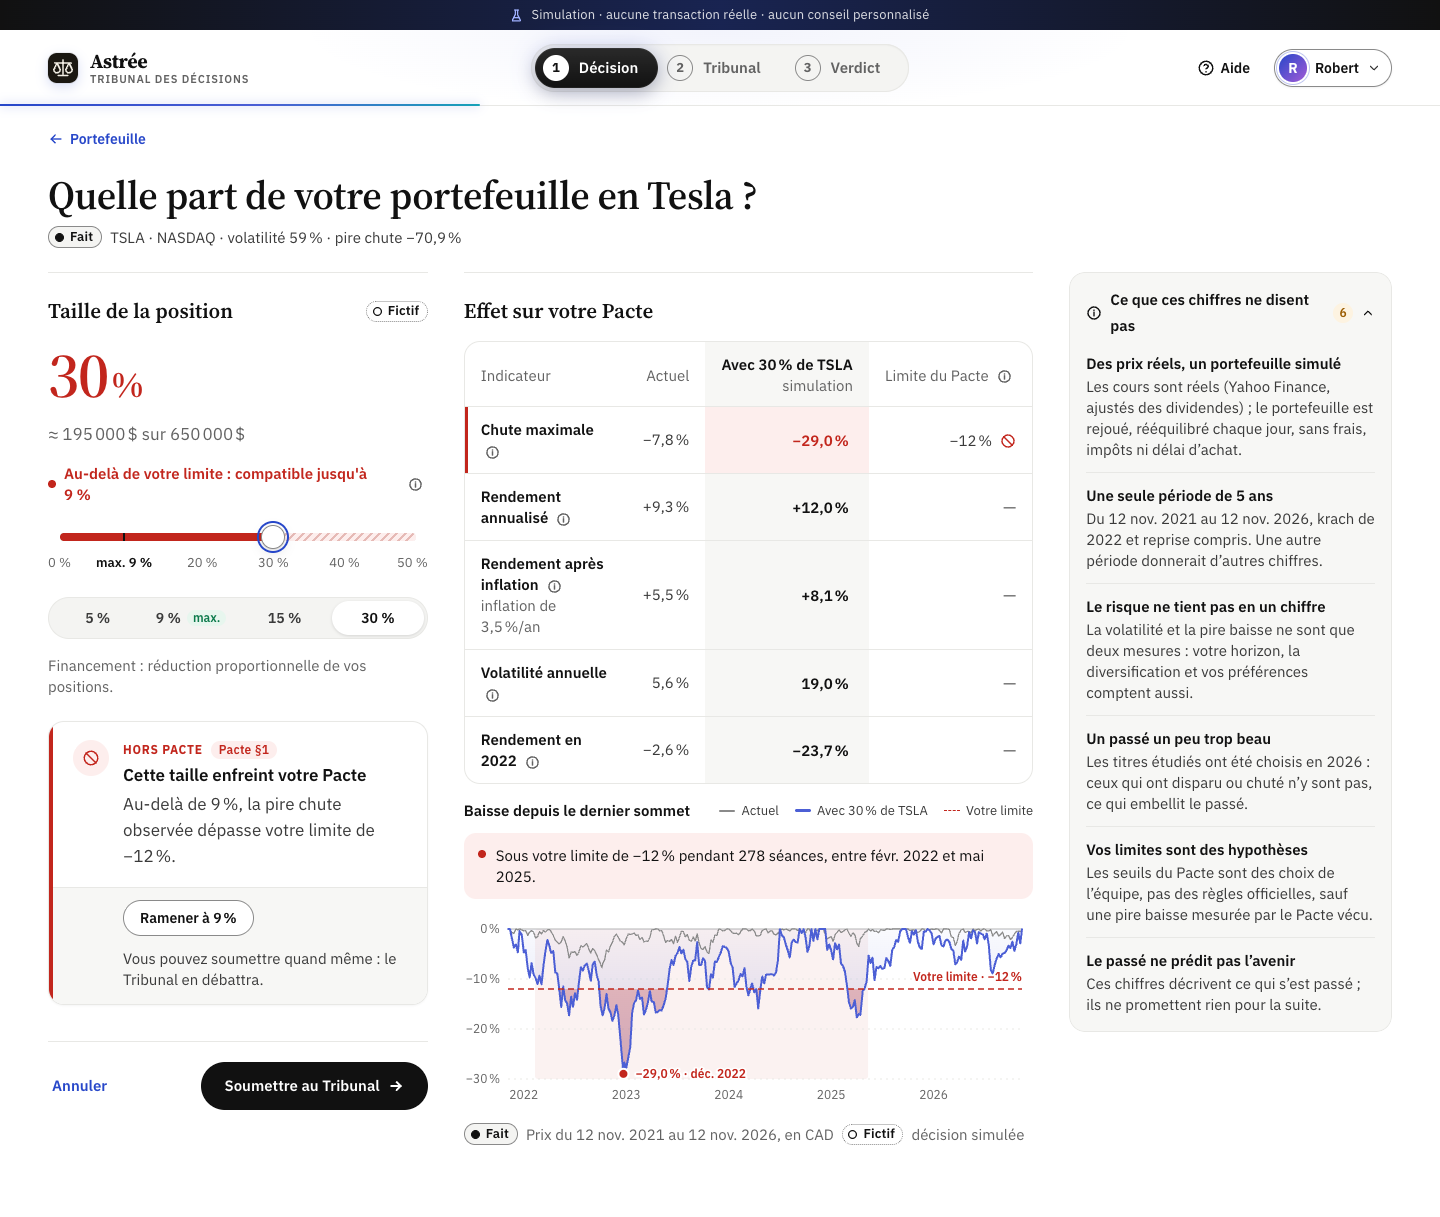 Simulation · aucune transaction réelle · aucun conseil personnalisé
Astrée
TRIBUNAL DES DÉCISIONS
1 Décision 2 Tribunal 3 Verdict
Aide
R Robert
← Portefeuille
Quelle part de votre portefeuille en Tesla ?
Fait TSLA · NASDAQ · volatilité 59 % · pire chute −70,9 %
Taille de la position Fictif
30 %
≈ 195 000 $ sur 650 000 $
Au-delà de votre limite : compatible jusqu'à
9 %
0 % max. 9 % 20 % 30 % 40 % 50 %
5 % 9 % max. 15 % 30 %
Financement : réduction proportionnelle de vos
positions.
HORS PACTE Pacte §1
Cette taille enfreint votre Pacte
Au-delà de 9 %, la pire chute
observée dépasse votre limite de
−12 %.
Ramener à 9 %
Vous pouvez soumettre quand même : le
Tribunal en débattra.
Annuler
Soumettre au Tribunal →
Effet sur votre Pacte
Indicateur Actuel Avec 30 % de TSLA Limite du Pacte
simulation
Chute maximale −7,8 % −29,0 % −12 %
Rendement
annualisé +9,3 % +12,0 % —
Rendement après
inflation +5,5 % +8,1 % —
inflation de
3,5 %/an
Volatilité annuelle 5,6 % 19,0 % —
Rendement en
2022 −2,6 % −23,7 % —
Baisse depuis le dernier sommet Actuel Avec 30 % de TSLA Votre limite
Sous votre limite de −12 % pendant 278 séances, entre févr. 2022 et mai
2025.
0 %
−10 %
Votre limite · −12 %
−20 %
−30 %
−29,0 % · déc. 2022
2022 2023 2024 2025 2026
Fait Prix du 12 nov. 2021 au 12 nov. 2026, en CAD Fictif décision simulée
Ce que ces chiffres ne disent
pas 6
Des prix réels, un portefeuille simulé
Les cours sont réels (Yahoo Finance,
ajustés des dividendes) ; le portefeuille est
rejoué, rééquilibré chaque jour, sans frais,
impôts ni délai d’achat.
Une seule période de 5 ans
Du 12 nov. 2021 au 12 nov. 2026, krach de
2022 et reprise compris. Une autre
période donnerait d’autres chiffres.
Le risque ne tient pas en un chiffre
La volatilité et la pire baisse ne sont que
deux mesures : votre horizon, la
diversification et vos préférences
comptent aussi.
Un passé un peu trop beau
Les titres étudiés ont été choisis en 2026 :
ceux qui ont disparu ou chuté n’y sont pas,
ce qui embellit le passé.
Vos limites sont des hypothèses
Les seuils du Pacte sont des choix de
l’équipe, pas des règles officielles, sauf
une pire baisse mesurée par le Pacte vécu.
Le passé ne prédit pas l’avenir
Ces chiffres décrivent ce qui s’est passé ;
ils ne promettent rien pour la suite.